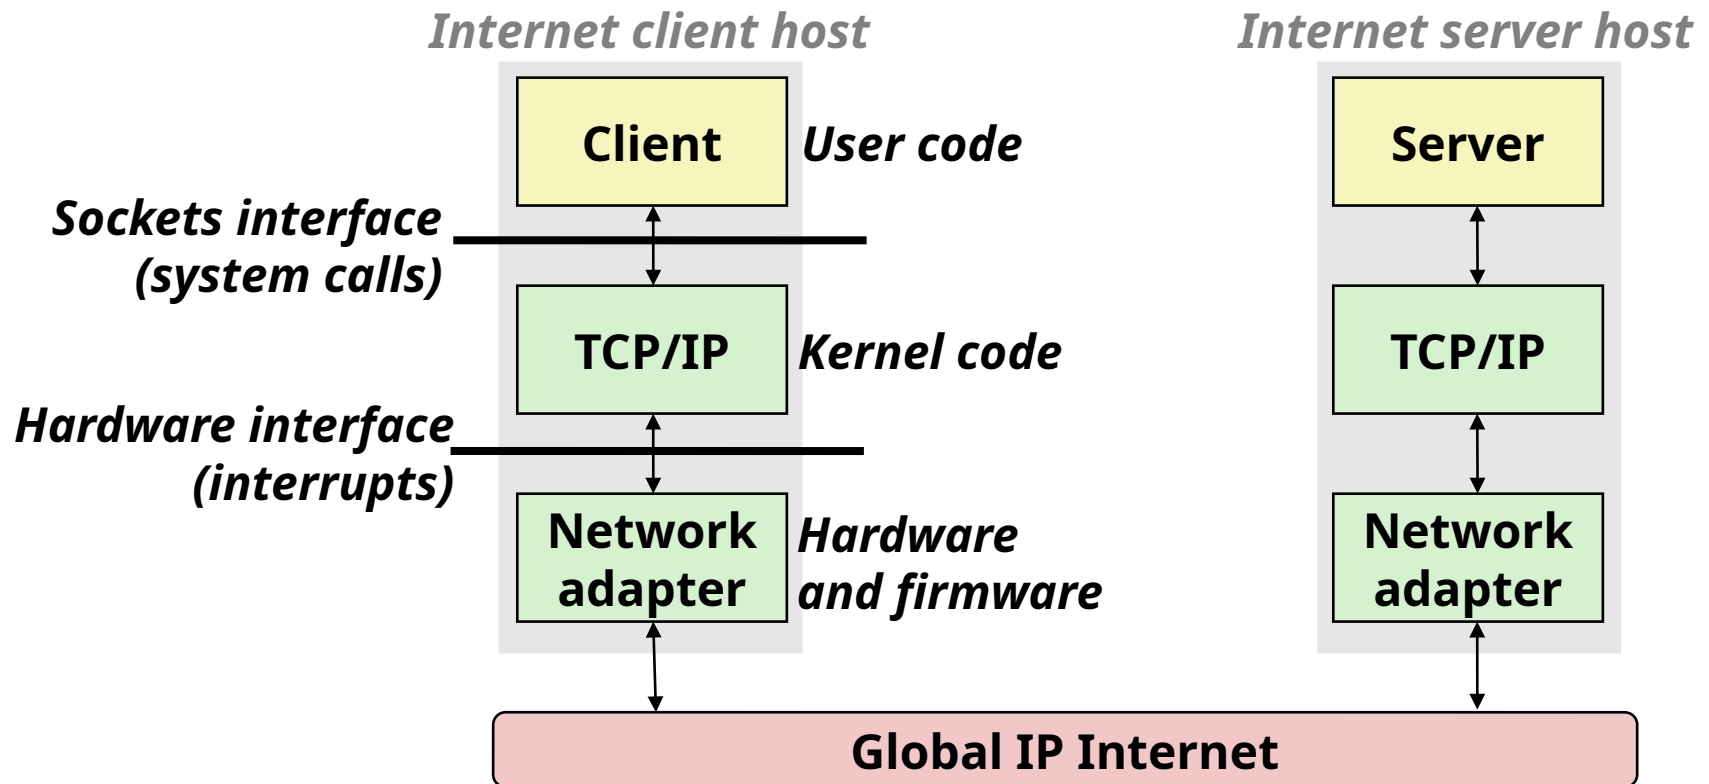 Internet client host
Internet server host
Client
User code
Server
Sockets interface
(system calls)
TCP/IP
Kernel code
TCP/IP
Hardware interface
(interrupts)
Network
adapter
Hardware
and firmware
Network
adapter
Global IP Internet